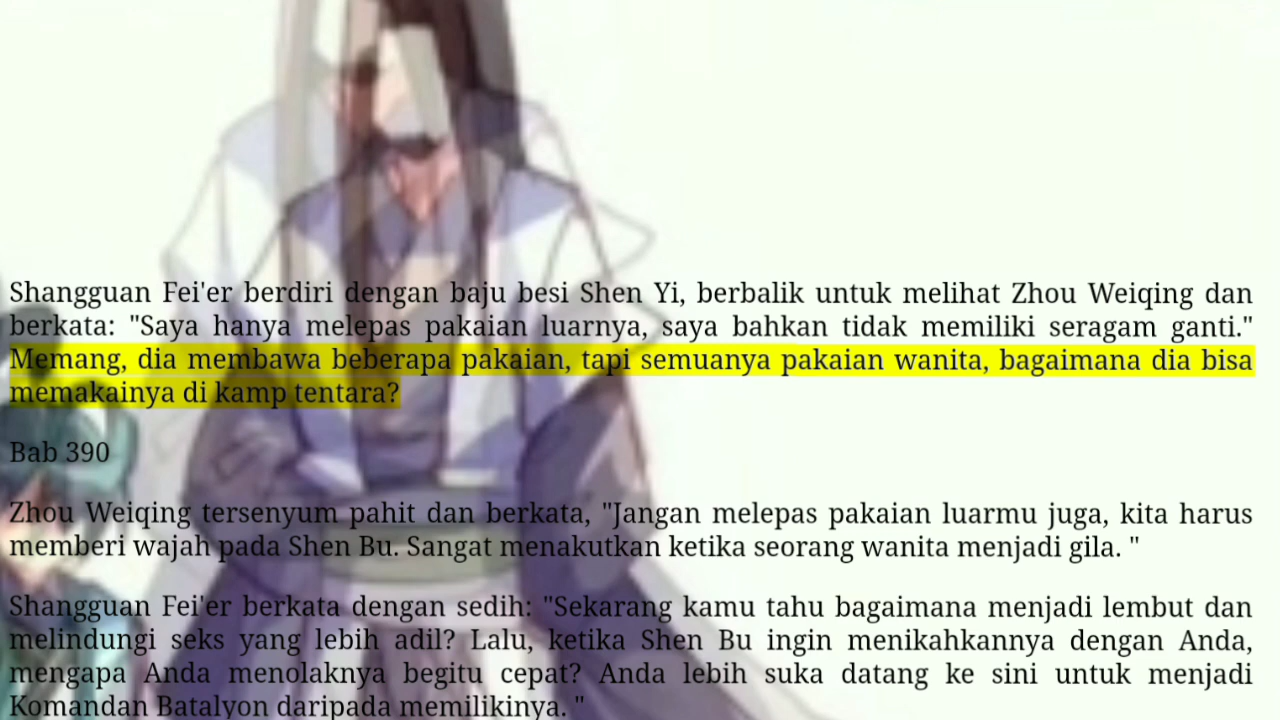 Shangguan Fei'er berdiri dengan baju besi Shen Yi, berbalik untuk melihat Zhou Weiqing dan
berkata: "Saya hanya melepas pakaian luarnya, saya bahkan tidak memiliki seragam ganti."
Memang, dia membawa beberapa pakaian, tapi semuanya pakaian wanita, bagaimana dia bisa
memakainya di kamp tentara?
Bab 390
Zhou Weiqing tersenyum pahit dan berkata, "Jangan melepas pakaian luarmu juga, kita harus
memberi wajah pada Shen Bu. Sangat menakutkan ketika seorang wanita menjadi gila. "
Shangguan Fei'er berkata dengan sedih: "Sekarang kamu tahu bagaimana menjadi lembut dan
melindungi seks yang lebih adil? Lalu, ketika Shen Bu ingin menikahkannya dengan Anda,
mengapa Anda menolaknya begitu cepat? Anda lebih suka datang ke sini untuk menjadi
Komandan Batalyon daripada memilikinya. "